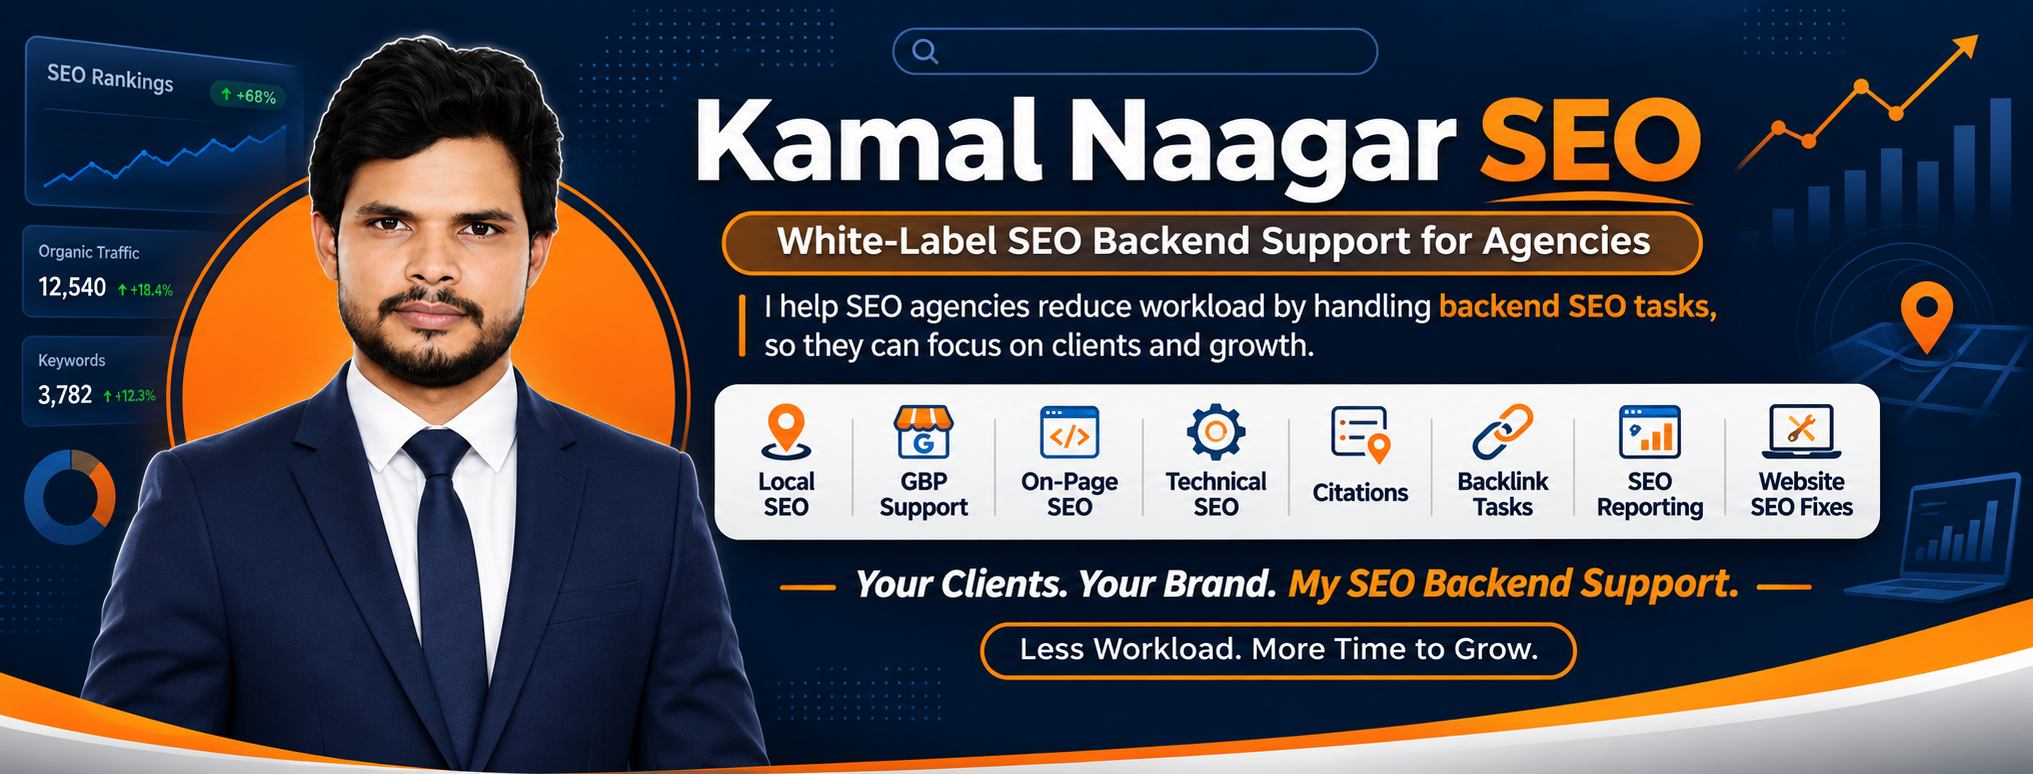 SEO Rankings
+68%
Organic Traffic
12,540 +18.4%
Keywords
3,782 +12.3%
Kamal Naagar SEO
White-Label SEO Backend Support for Agencies
I help SEO agencies reduce workload by handling backend SEO tasks,
so they can focus on clients and growth.
Local
SEO
G
GBP
Support
</>
On-Page
SEO
Technical
SEO
Citations
Backlink
Tasks
SEO
Reporting
Website
SEO Fixes
Your Clients. Your Brand. My SEO Backend Support.
Less Workload. More Time to Grow.